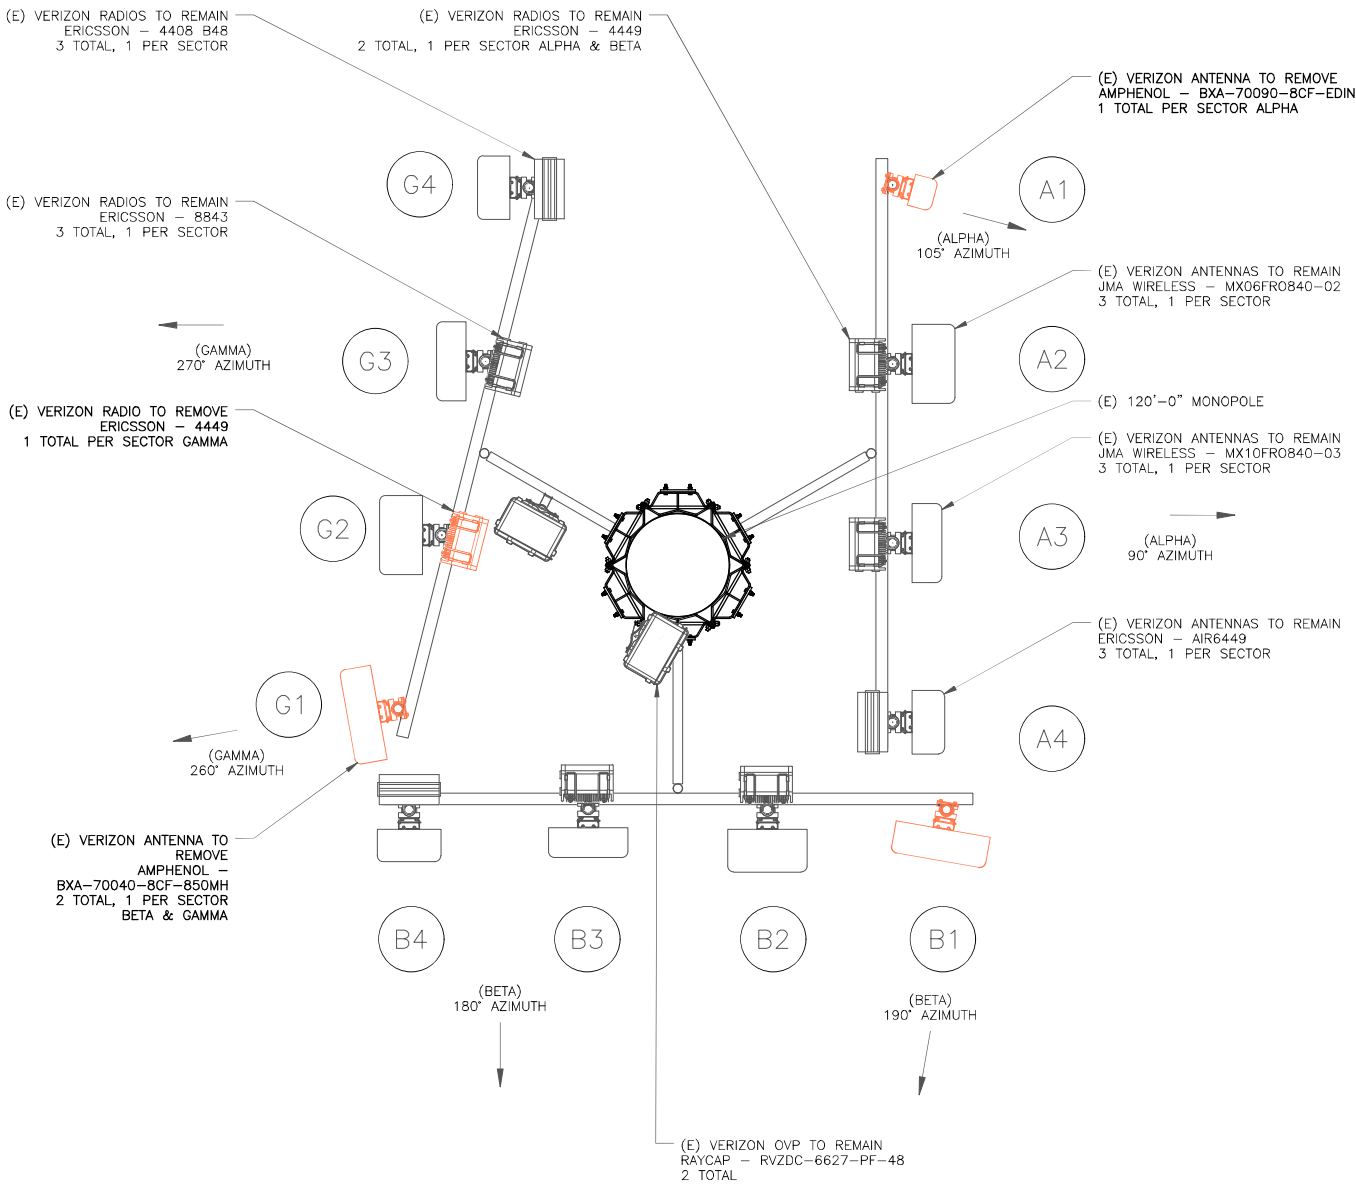 (E) VERIZON RADIOS TO REMAIN
ERICSSON - 4408 B48
3 TOTAL, 1 PER SECTOR
(E) VERIZON RADIOS TO REMAIN
ERICSSON - 4449
2 TOTAL, 1 PER SECTOR ALPHA & BETA
(E) VERIZON ANTENNA TO REMOVE
AMPHENOL - BXA-70090-8CF-EDIN
1 TOTAL PER SECTOR ALPHA
G4
A1
(E) VERIZON RADIOS TO REMAIN
ERICSSON - 8843
3 TOTAL, 1 PER SECTOR
(ALPHA)
105° AZIMUTH
(E) VERIZON ANTENNAS TO REMAIN
JMA WIRELESS - MX06FRO840-02
3 TOTAL, 1 PER SECTOR
(GAMMA)
270° AZIMUTH
G3
A2
(E) VERIZON RADIO TO REMOVE
ERICSSON - 4449
1 TOTAL PER SECTOR GAMMA
(E) 120'-0" MONOPOLE
(E) VERIZON ANTENNAS TO REMAIN
JMA WIRELESS - MX10FRO840-03
3 TOTAL, 1 PER SECTOR
G2
A3
(ALPHA)
90° AZIMUTH
(E) VERIZON ANTENNAS TO REMAIN
ERICSSON - AIR6449
3 TOTAL, 1 PER SECTOR
G1
A4
(GAMMA)
260° AZIMUTH
(E) VERIZON ANTENNA TO
REMOVE
AMPHENOL -
BXA-70040-8CF-850MH
2 TOTAL, 1 PER SECTOR
BETA & GAMMA
B4
B3
B2
B1
(BETA)
180° AZIMUTH
(BETA)
190° AZIMUTH
(E) VERIZON OVP TO REMAIN
RAYCAP - RVZDC-6627-PF-48
2 TOTAL